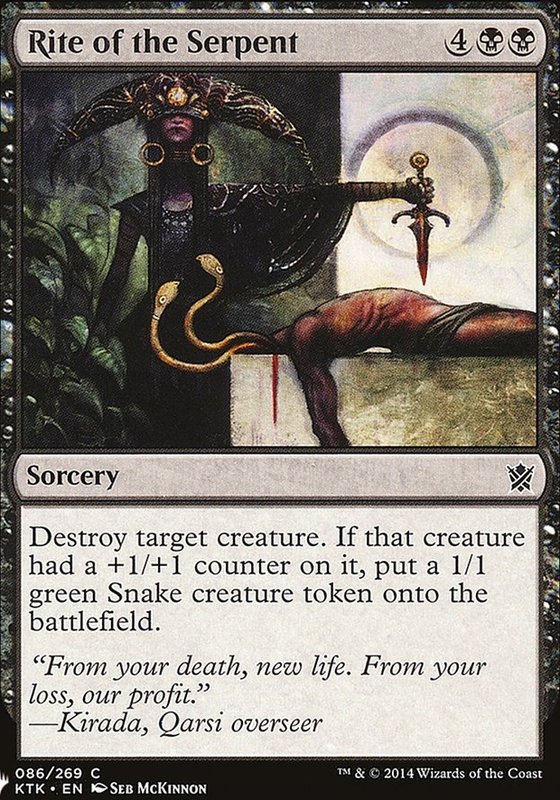 Rite of the Serpent 4
Sorcery
Destroy target creature. If that creature
had a +1/+1 counter on it, put a 1/1
green Snake creature token onto the
battlefield.
“From your death, new life. From your
loss, our profit.”
—Kirada, Qarsi overseer
086/269 C
KTK • EN Seb McKinnon
™ & © 2014 Wizards of the Coast